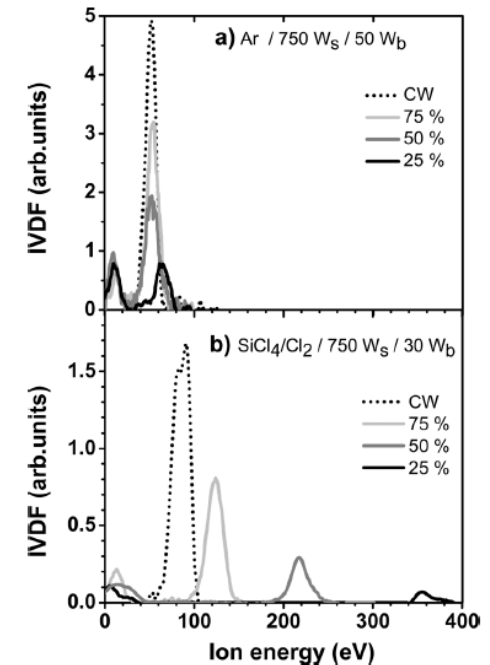 a) Ar / 750 Ws / 50 Wb
CW
75 %
50 %
25 %
IVDF (arb.units)
5
4
3
2
1
0
b) SiCl4/Cl2 / 750 Ws / 30 Wb
CW
75 %
50 %
25 %
IVDF (arb.units)
1.5
1.0
0.5
0.0
0 100 200 300 400
Ion energy (eV)